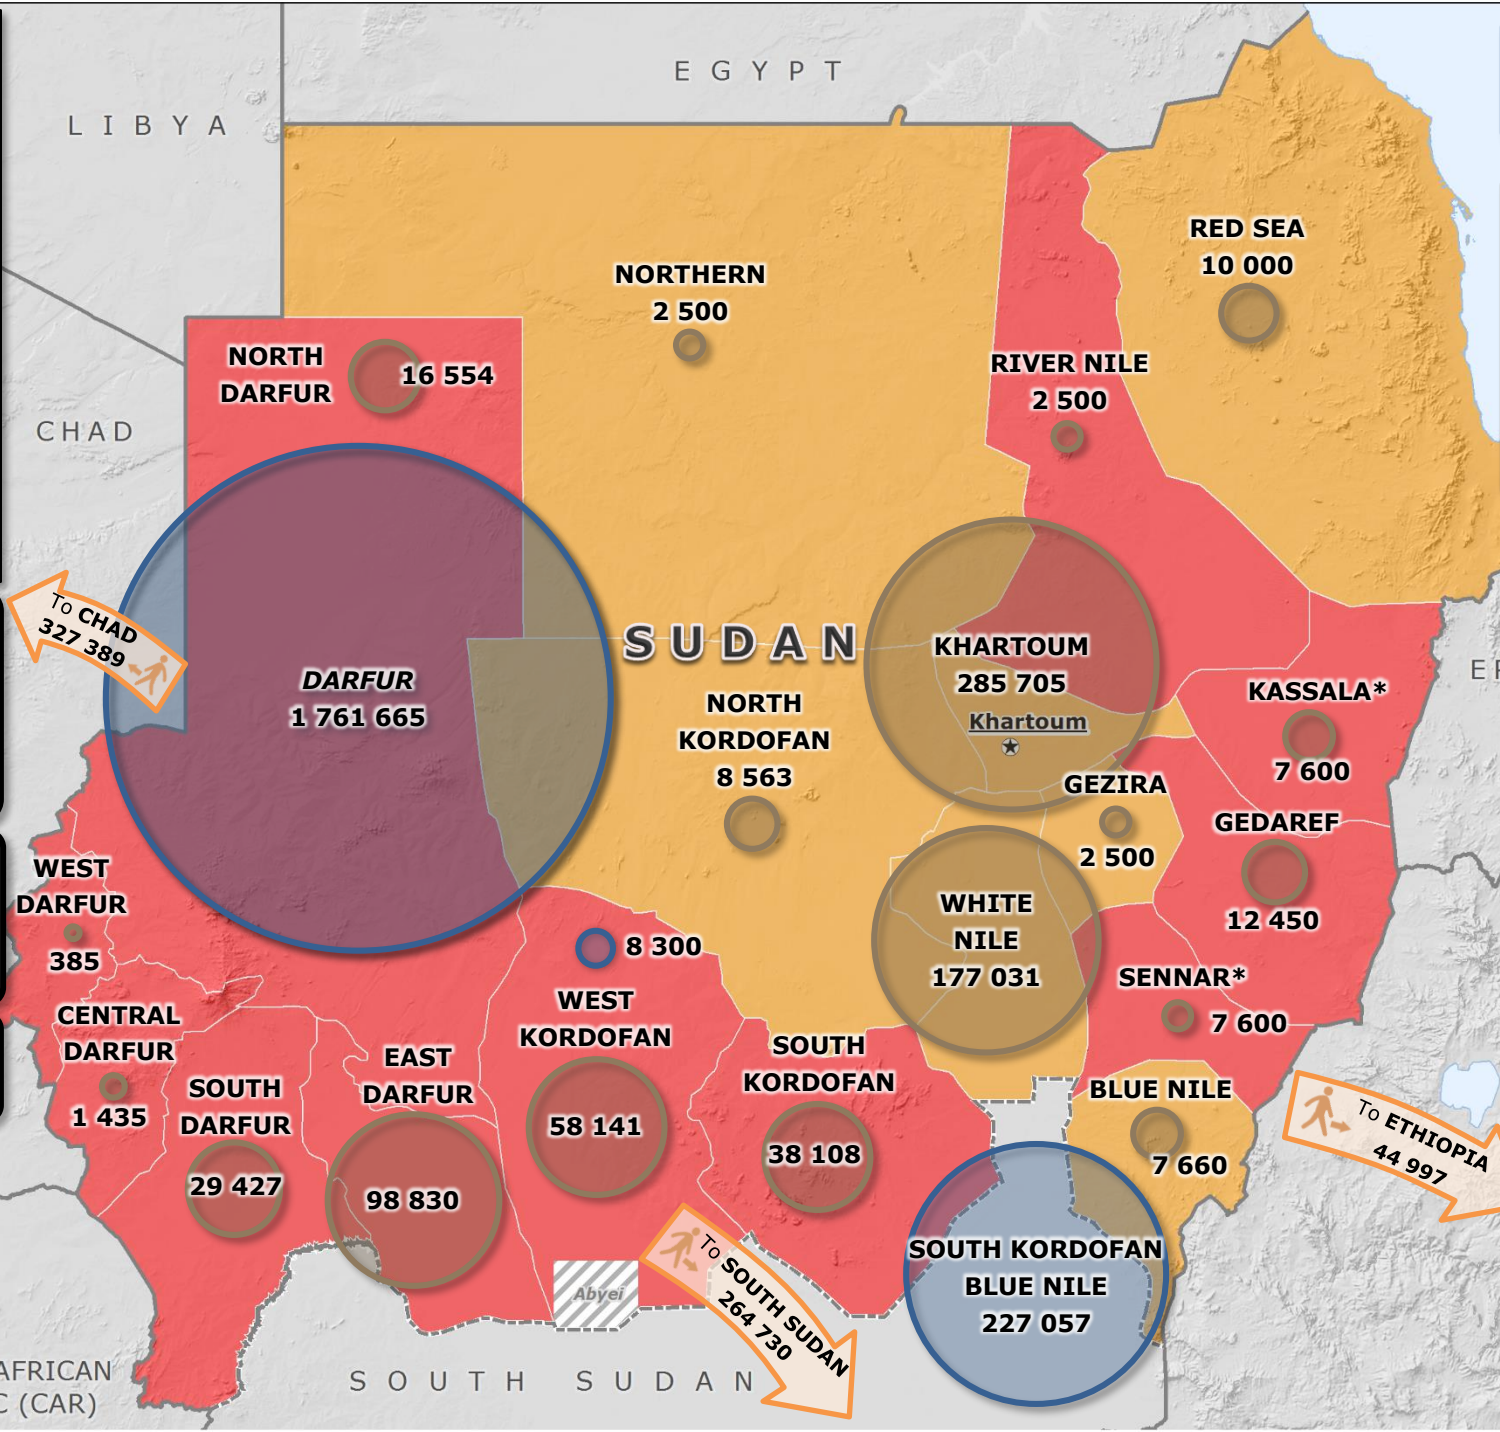 EGYPT
LIBYA
RED SEA
10 000
NORTHERN
2 500
NORTH
DARFUR
16 554
RIVER NILE
2 500
CHAD
To CHAD
327 389
SUDAN
DARFUR
1 761 665
KHARTOUM
285 705
Khartoum
NORTH
KORDOFAN
8 563
KASSALA*
7 600
GEZIRA
2 500
GEDAREF
12 450
WEST
DARFUR
385
WHITE
NILE
177 031
8 300
WEST
KORDOFAN
58 141
SENNAR*
7 600
CENTRAL
DARFUR
1 435
SOUTH
DARFUR
29 427
EAST
DARFUR
98 830
SOUTH
KORDOFAN
38 108
BLUE NILE
7 660
To ETHIOPIA
44 997
SOUTH KORDOFAN
BLUE NILE
227 057
Abyei
To SOUTH SUDAN
264 730
SOUTH SUDAN
AFRICAN
C (CAR)